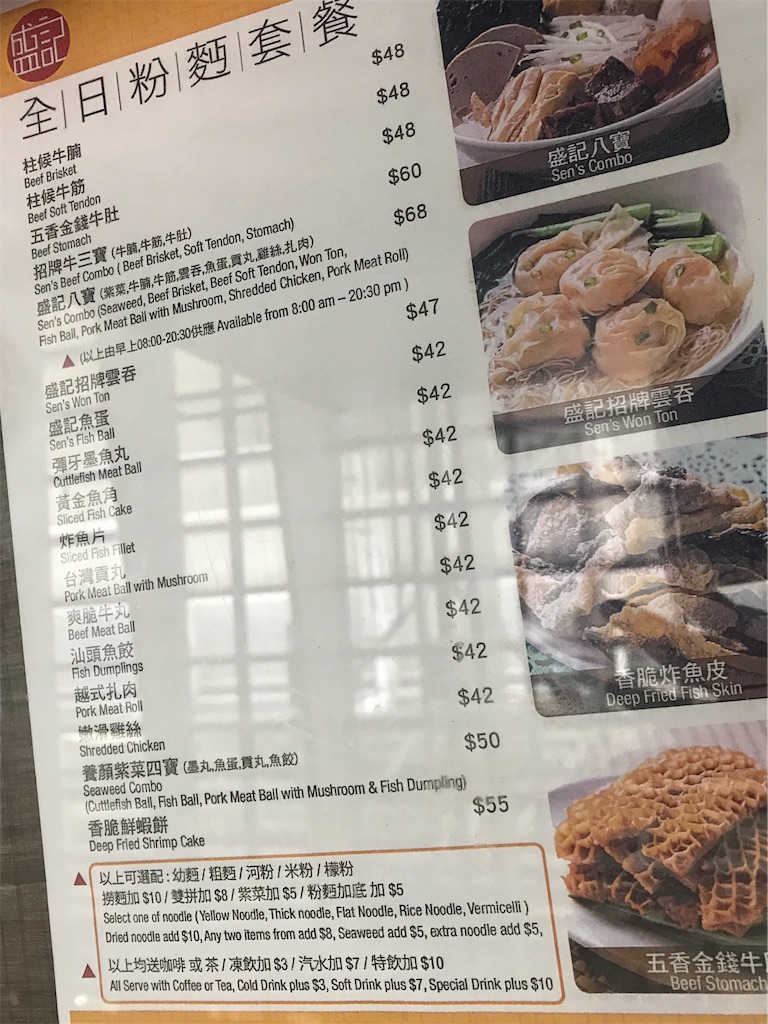 盛記
全日粉麪套餐
柱候牛腩 $48
Beef Brisket
柱候牛筋 $48
Beef Soft Tendon
五香金錢牛肚 $48
Beef Stomach
招牌牛三寶 (牛腩,牛筋,牛肚) $60
Sen's Beef Combo ( Beef Brisket, Soft Tendon, Stomach)
盛記八寶 (紫菜,牛腩,牛筋,雲吞,魚蛋,貢丸,雞絲,扎肉) $68
Sen's Combo (Seaweed, Beef Brisket, Beef Soft Tendon, Won Ton,
Fish Ball, Pork Meat Ball with Mushroom, Shredded Chicken, Pork Meat Roll)
▲ (以上由早上08:00-20:30供應 Available from 8:00 am – 20:30 pm )
盛記招牌雲吞 $47
Sen's Won Ton
盛記魚蛋 $42
Sen's Fish Ball
彈牙墨魚丸 $42
Cuttlefish Meat Ball
黃金魚角 $42
Sliced Fish Cake
炸魚片 $42
Sliced Fish Fillet
台灣貢丸 $42
Pork Meat Ball with Mushroom
爽脆牛丸 $42
Beef Meat Ball
汕頭魚餃 $42
Fish Dumplings
越式扎肉 $42
Pork Meat Roll
嫩滑雞絲 $42
Shredded Chicken
養顏紫菜四寶 (墨丸,魚蛋,貢丸,魚餃) $50
Seaweed Combo
(Cuttlefish Ball, Fish Ball, Pork Meat Ball with Mushroom & Fish Dumpling)
香脆鮮蝦餅 $55
Deep Fried Shrimp Cake
▲ 以上可選配 : 幼麵 / 粗麵 / 河粉 / 米粉 / 檬粉
撈麵加 $10 / 雙拼加 $8 / 紫菜加 $5 / 粉麵加底 加 $5
Select one of noodle ( Yellow Noodle, Thick noodle, Flat Noodle, Rice Noodle, Vermicelli )
Dried noodle add $10, Any two items from add $8, Seaweed add $5, extra noodle add $5,
▲ 以上均送咖啡 或 茶 / 凍飲加 $3 / 汽水加 $7 / 特飲加 $10
All Serve with Coffee or Tea, Cold Drink plus $3, Soft Drink plus $7, Special Drink plus $10
盛記八寶
Sen's Combo
盛記招牌雲吞
Sen's Won Ton
香脆炸魚皮
Deep Fried Fish Skin
五香金錢牛
Beef Stomach